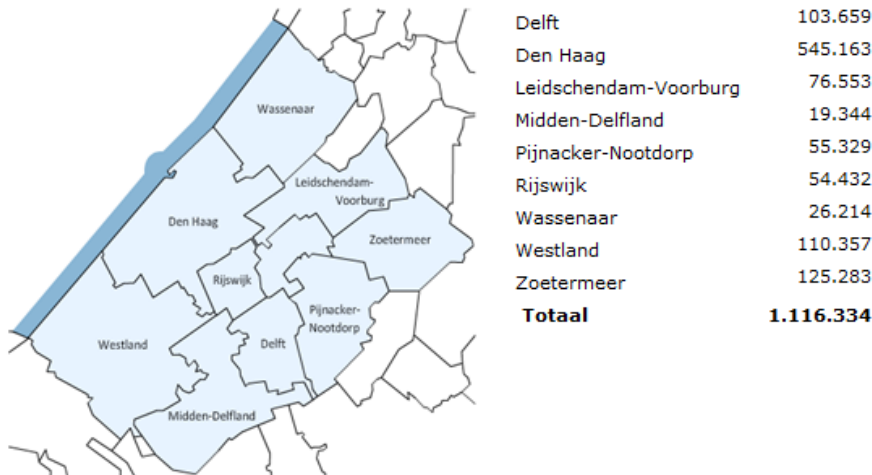 Wassenaar
Leidschendam-
Voorburg
Den Haag
Zoetermeer
Rijswijk
Pijnacker-
Nootdorp
Westland
Delft
Midden-Delfland
Delft 103.659
Den Haag 545.163
Leidschendam-Voorburg 76.553
Midden-Delfland 19.344
Pijnacker-Nootdorp 55.329
Rijswijk 54.432
Wassenaar 26.214
Westland 110.357
Zoetermeer 125.283
Totaal 1.116.334